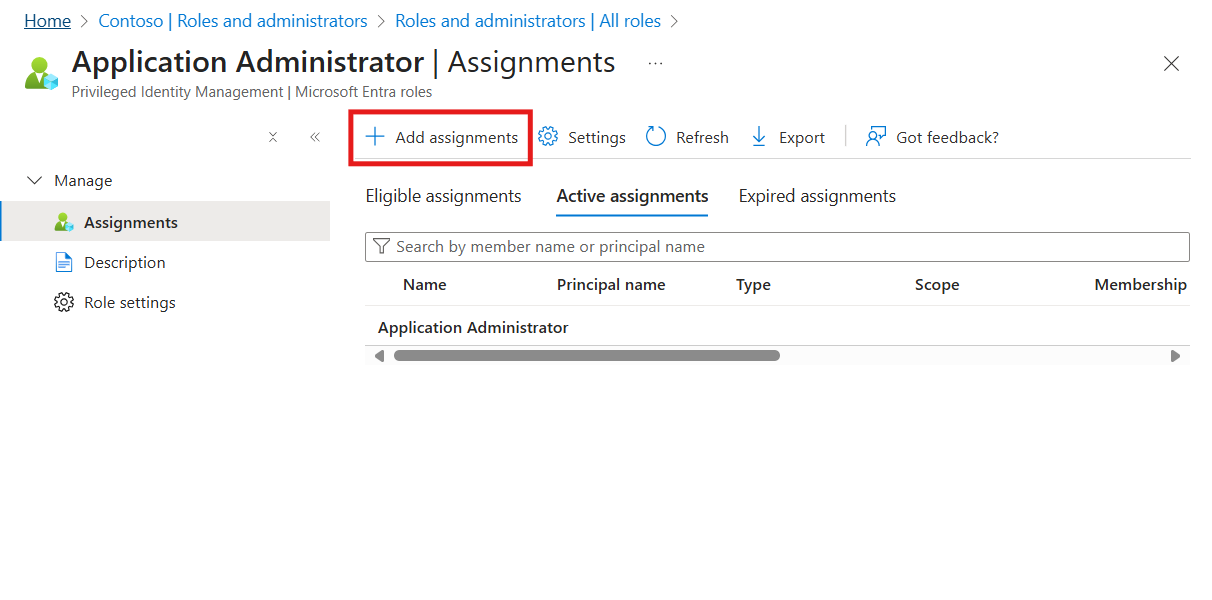 Home > Contoso | Roles and administrators > Roles and administrators | All roles >
Application Administrator | Assignments ...
Privileged Identity Management | Microsoft Entra roles
Add assignments Settings Refresh Export Got feedback?
Manage
Assignments
Description
Role settings
Eligible assignments Active assignments Expired assignments
Search by member name or principal name
Name Principal name Type Scope Membership
Application Administrator